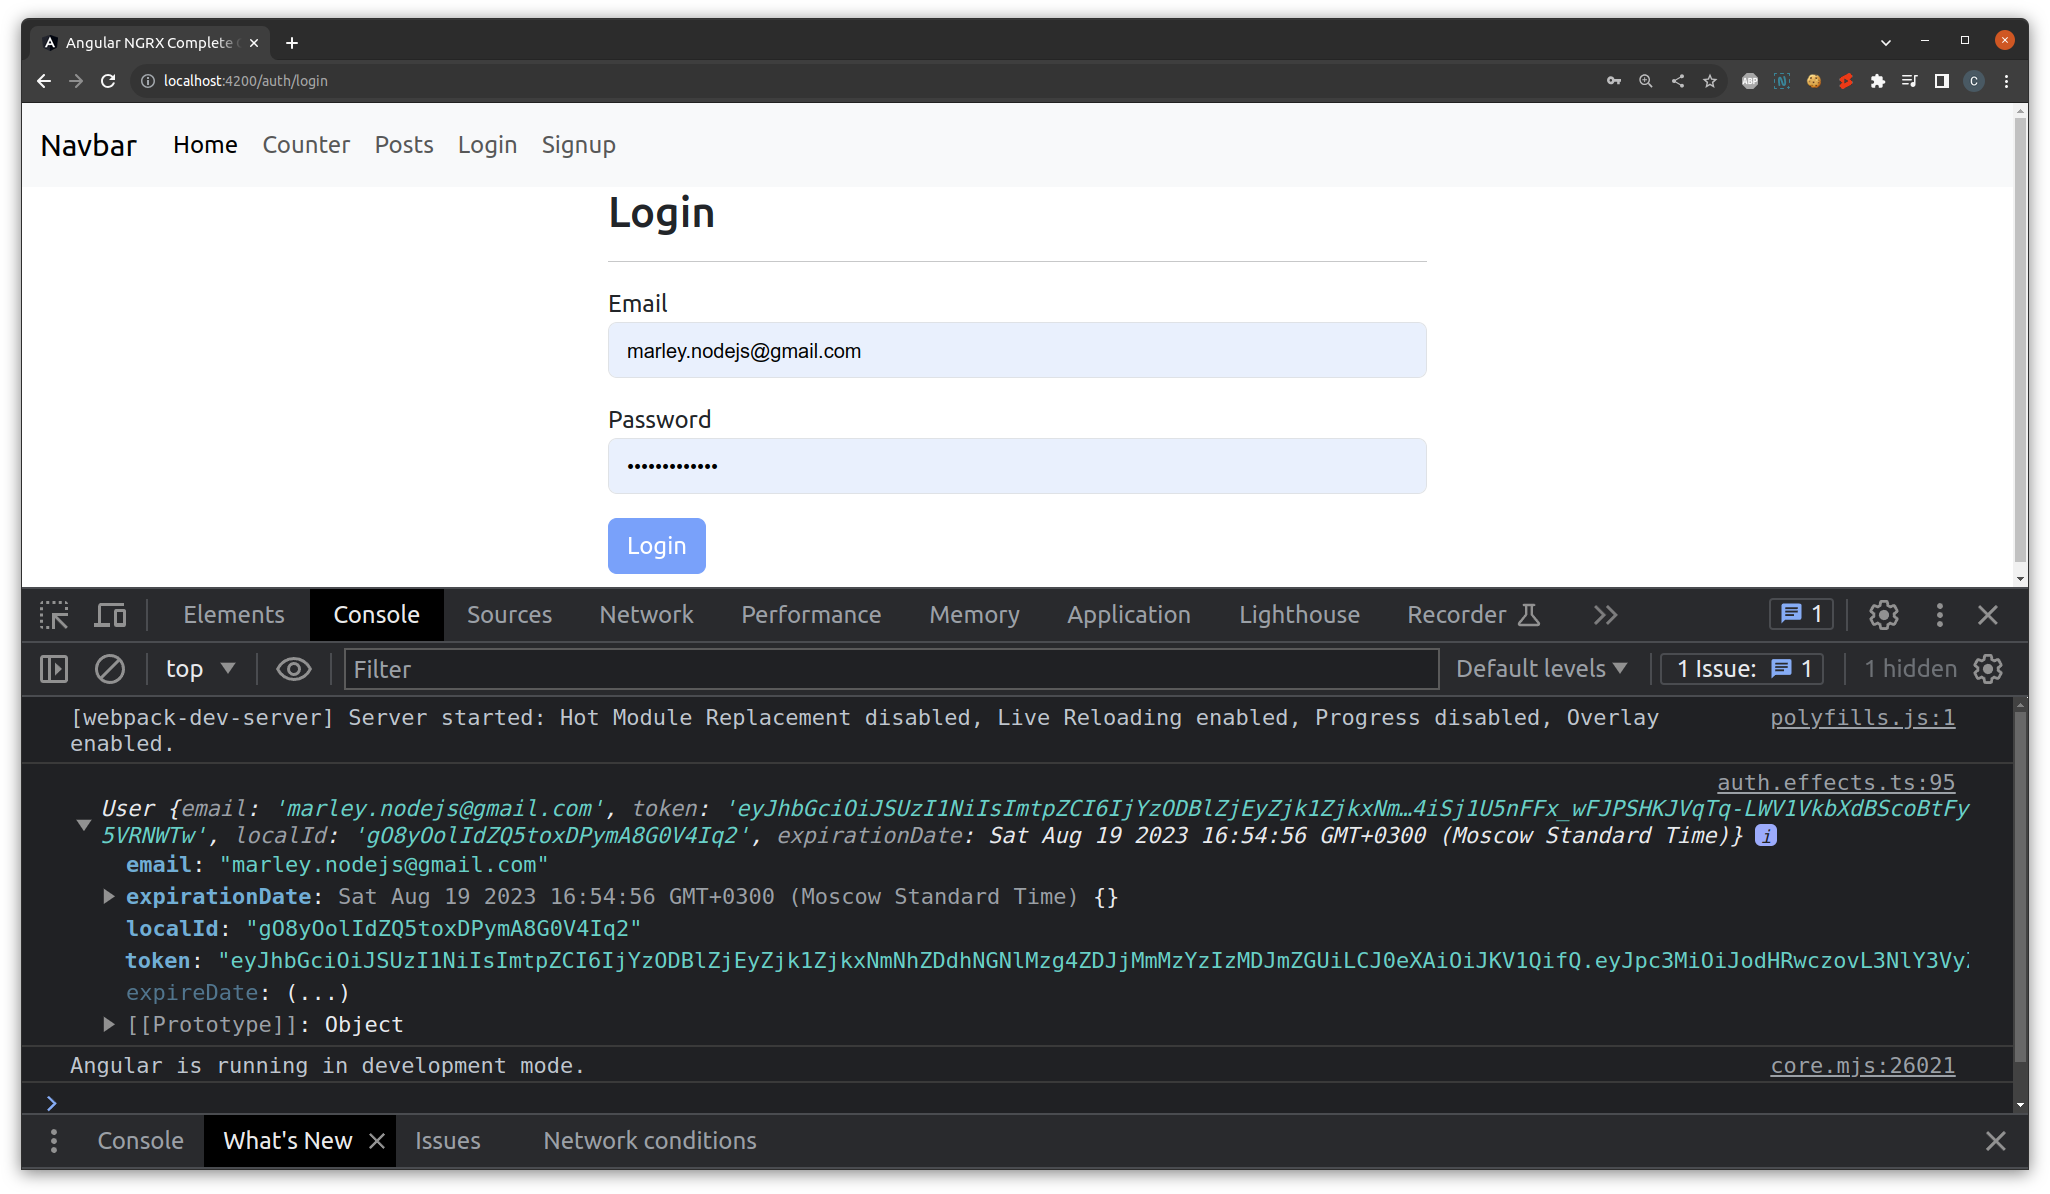 Angular NGRX Complete
localhost:4200/auth/login
ABP
N
C
Navbar Home Counter Posts Login Signup
Login
Email
marley.nodejs@gmail.com
Password
•••••••••••••
Login
Elements Console Sources Network Performance Memory Application Lighthouse Recorder 1
top Filter Default levels 1 Issue: 1 1 hidden
[webpack-dev-server] Server started: Hot Module Replacement disabled, Live Reloading enabled, Progress disabled, Overlay polyfills.js:1
enabled.
auth.effects.ts:95
User {email: 'marley.nodejs@gmail.com', token: 'eyJhbGciOiJSUzI1NiIsImtpZCI6IjYzODBlZjEyZjk1ZjkxNm…4iSj1U5nFFx_wFJPSHKJVqTq-LWV1VkbXdBScoBtFy
5VRNWTw', localId: 'gO8yOolIdZQ5toxDPymA8G0V4Iq2', expirationDate: Sat Aug 19 2023 16:54:56 GMT+0300 (Moscow Standard Time)} i
email: "marley.nodejs@gmail.com"
expirationDate: Sat Aug 19 2023 16:54:56 GMT+0300 (Moscow Standard Time) {}
localId: "gO8yOolIdZQ5toxDPymA8G0V4Iq2"
token: "eyJhbGciOiJSUzI1NiIsImtpZCI6IjYzODBlZjEyZjk1ZjkxNmNhZDdhNGNlMzg4ZDJjMmMzYzIzMDJmZGUiLCJ0eXAiOiJKV1QifQ.eyJpc3MiOiJodHRwczovL3NlY3Vy
expireDate: (...)
[[Prototype]]: Object
Angular is running in development mode. core.mjs:26021
Console What's New Issues Network conditions